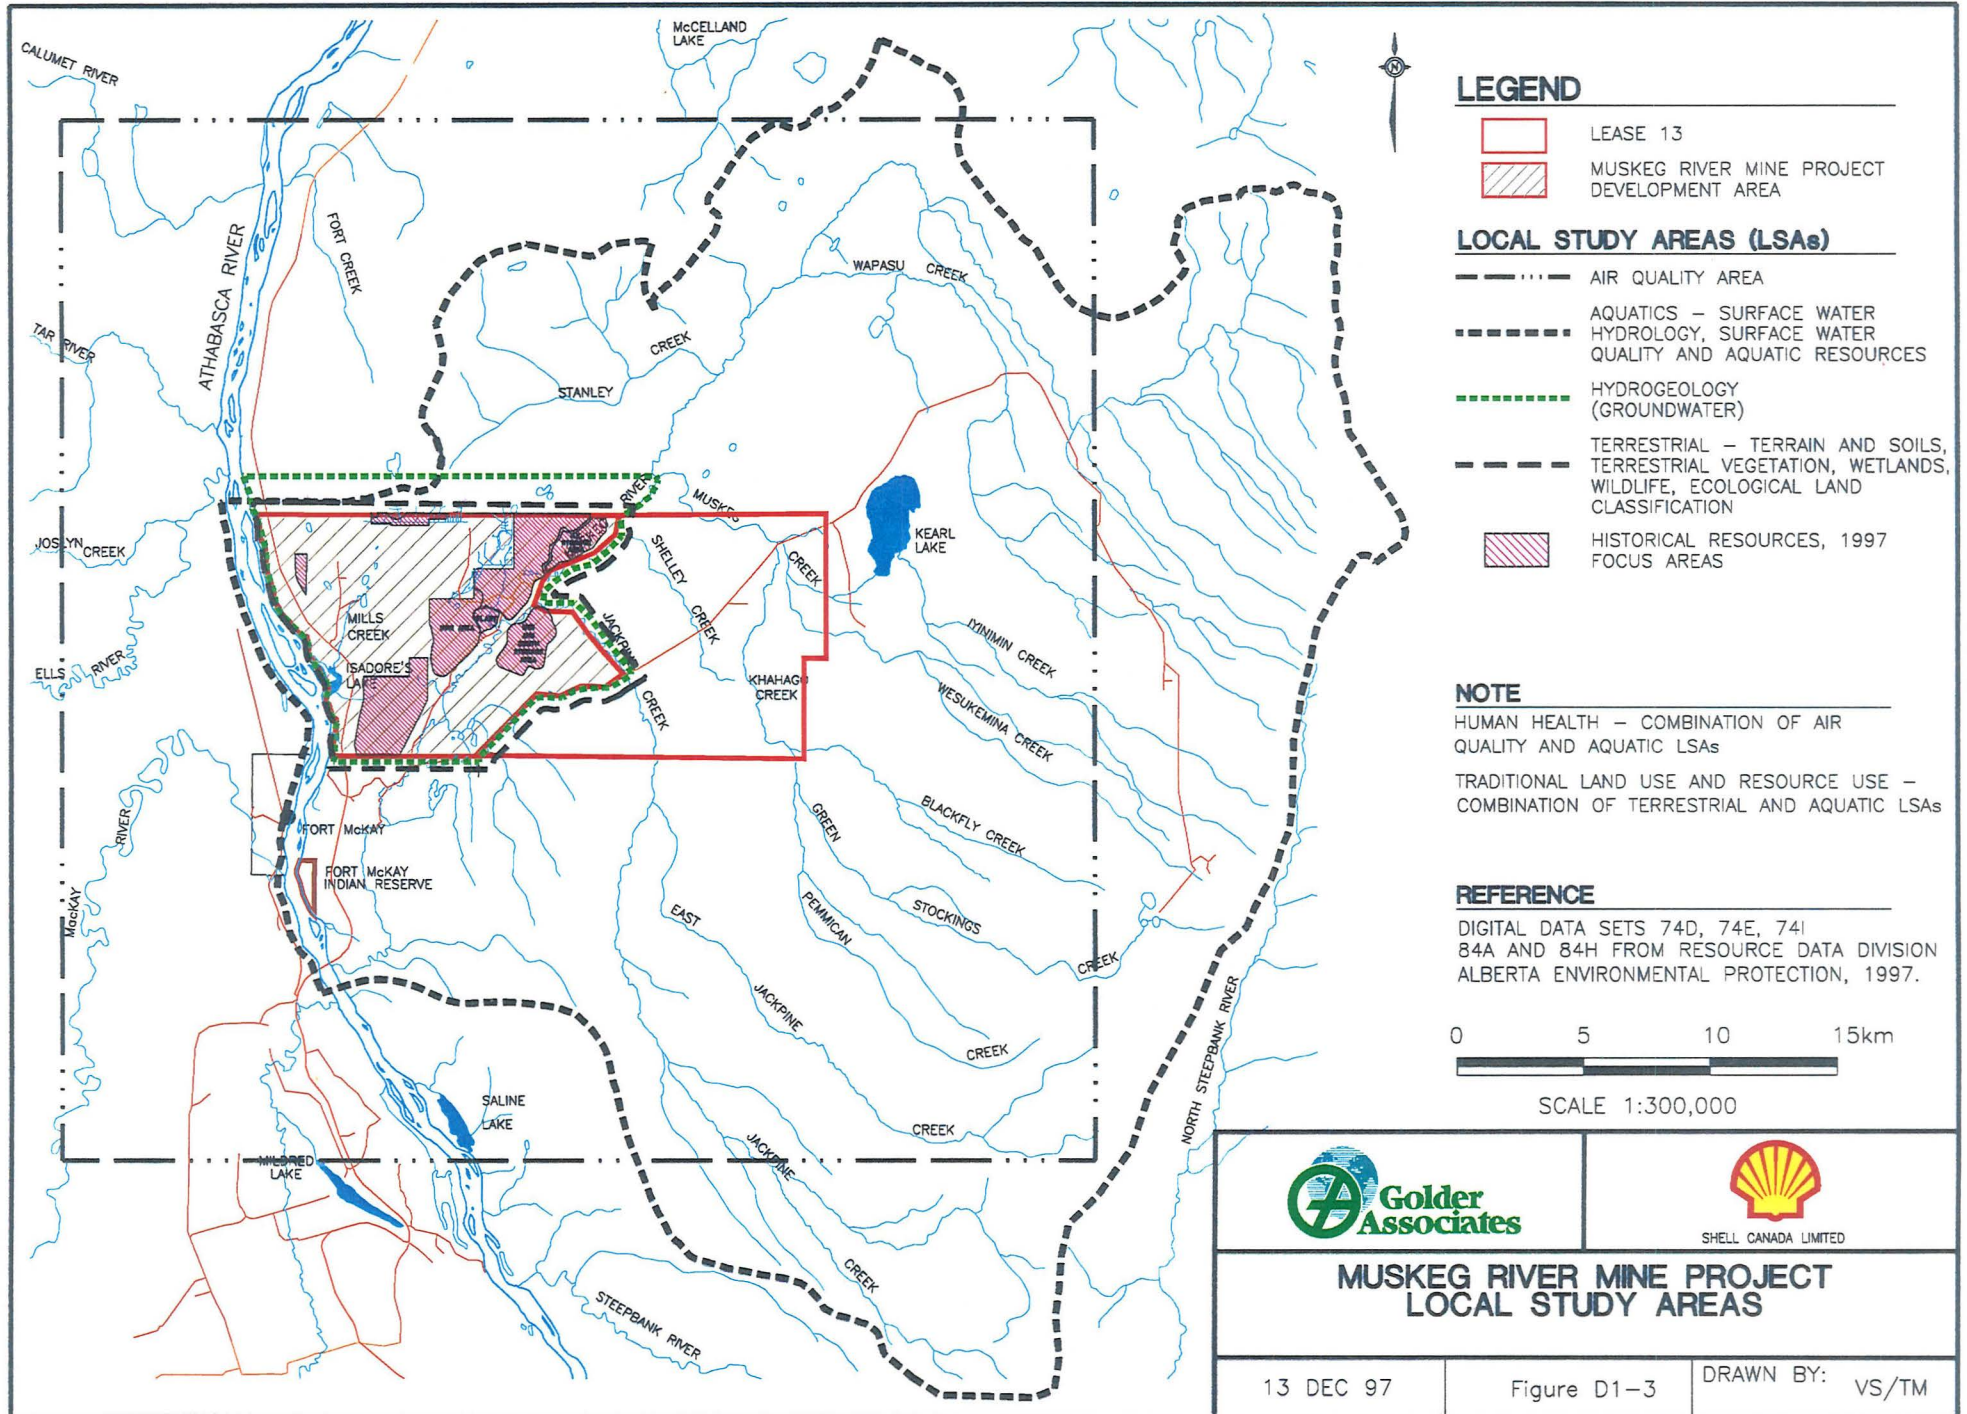 McCELLAND
LAKE
CALUMET RIVER
ATHABASCA RIVER
FORT CREEK
TAR RIVER
WAPASU CREEK
STANLEY CREEK
MUSKEG
RIVER
JOSLYN CREEK
SHELLEY
CREEK
CREEK
KEARL
LAKE
MILLS
CREEK
ISADORE'S
LAKE
JACKPINE
CREEK
ELLS RIVER
KHAHAGO
CREEK
IYINIMIN CREEK
WESUKEMINA CREEK
BLACKFLY CREEK
GREEN
STOCKINGS
CREEK
PEMMICAN
RIVER
MacKAY
FORT McKAY
FORT McKAY
INDIAN RESERVE
EAST
JACKPINE
CREEK
NORTH STEEPBANK RIVER
SALINE
LAKE
CREEK
JACKPINE
CREEK
MILDRED
LAKE
STEEPBANK RIVER
N
LEGEND
LEASE 13
MUSKEG RIVER MINE PROJECT
DEVELOPMENT AREA
LOCAL STUDY AREAS (LSAs)
AIR QUALITY AREA
AQUATICS – SURFACE WATER
HYDROLOGY, SURFACE WATER
QUALITY AND AQUATIC RESOURCES
HYDROGEOLOGY
(GROUNDWATER)
TERRESTRIAL – TERRAIN AND SOILS,
TERRESTRIAL VEGETATION, WETLANDS,
WILDLIFE, ECOLOGICAL LAND
CLASSIFICATION
HISTORICAL RESOURCES, 1997
FOCUS AREAS
NOTE
HUMAN HEALTH – COMBINATION OF AIR
QUALITY AND AQUATIC LSAs
TRADITIONAL LAND USE AND RESOURCE USE –
COMBINATION OF TERRESTRIAL AND AQUATIC LSAs
REFERENCE
DIGITAL DATA SETS 74D, 74E, 74I
84A AND 84H FROM RESOURCE DATA DIVISION
ALBERTA ENVIRONMENTAL PROTECTION, 1997.
0 5 10 15km
SCALE 1:300,000
Golder
Associates
SHELL CANADA LIMITED
MUSKEG RIVER MINE PROJECT
LOCAL STUDY AREAS
13 DEC 97
Figure D1-3
DRAWN BY: VS/TM